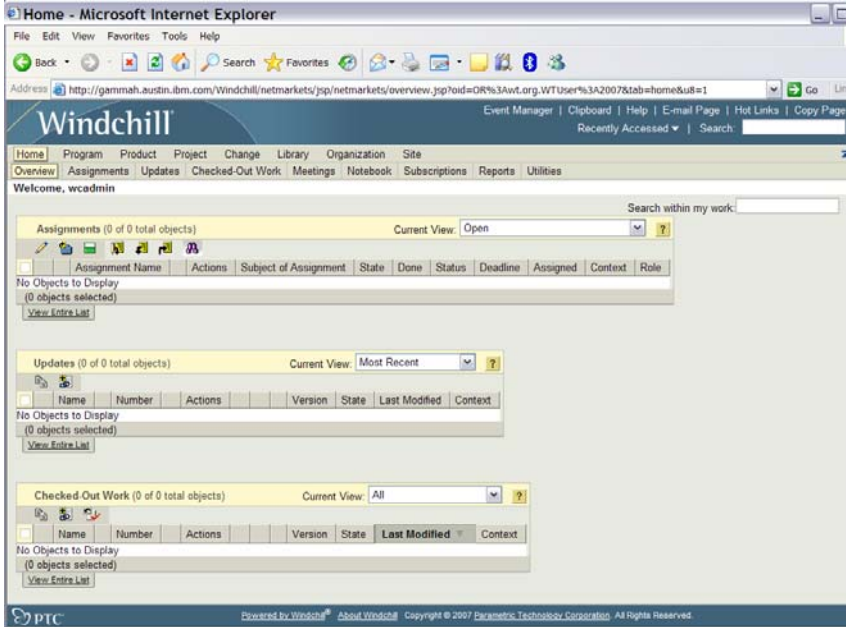 Home - Microsoft Internet Explorer
File Edit View Favorites Tools Help
Back Search Favorites
Address http://gammah.austin.ibm.com/Windchill/netmarkets/jsp/netmarkets/overview.jsp?oid=OR%3Awt.org.WTUser%3A2007&tab=home&u8=1 Go
Event Manager | Clipboard | Help | E-mail Page | Hot Links | Copy Page
Windchill
Recently Accessed | Search:
Home Program Product Project Change Library Organization Site
Overview Assignments Updates Checked-Out Work Meetings Notebook Subscriptions Reports Utilities
Welcome, wcadmin
Search within my work:
Assignments (0 of 0 total objects) Current View: Open ?
Assignment Name Actions Subject of Assignment State Done Status Deadline Assigned Context Role
No Objects to Display
(0 objects selected)
View Entire List
Updates (0 of 0 total objects) Current View: Most Recent ?
Name Number Actions Version State Last Modified Context
No Objects to Display
(0 objects selected)
View Entire List
Checked-Out Work (0 of 0 total objects) Current View: All ?
Name Number Actions Version State Last Modified Context
No Objects to Display
(0 objects selected)
View Entire List
PTC Powered by Windchill® About Windchill Copyright © 2007 Parametric Technology Corporation. All Rights Reserved.